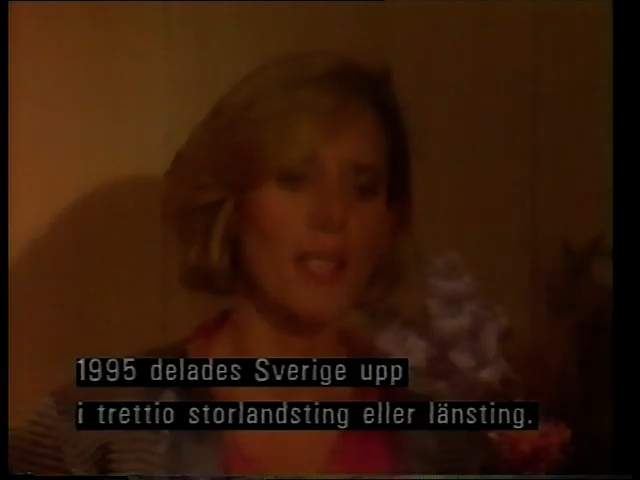 1995 delades Sverige upp
i trettio storlandsting eller länsting.